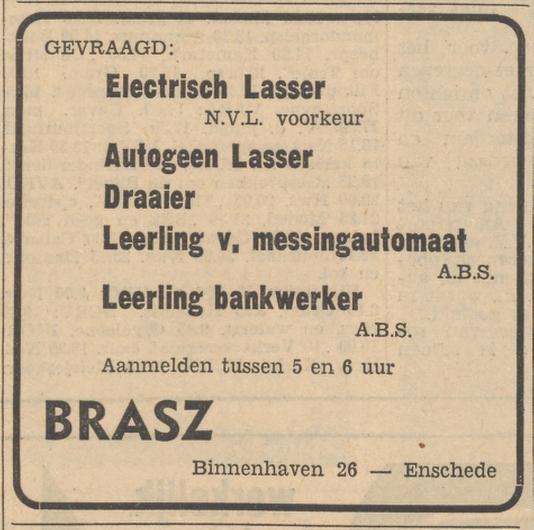 GEVRAAGD:
Electrisch Lasser
N.V.L. voorkeur
Autogeen Lasser
Draaier
Leerling v. messingautomaat
A.B.S.
Leerling bankwerker
A.B.S.
Aanmelden tussen 5 en 6 uur
BRASZ
Binnenhaven 26 — Enschede